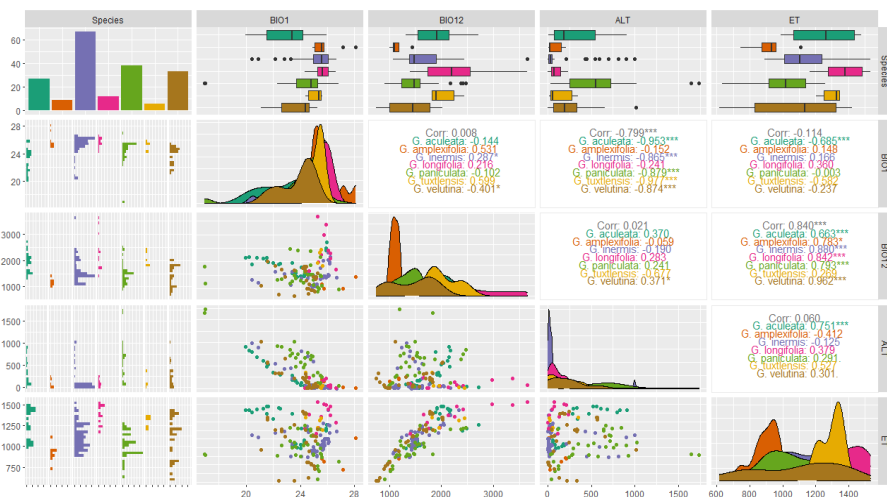 Species BIO1 BIO12 ALT ET
60
40
20
0
Species
28
26
24
22
20
Corr: 0.008
G. aculeata: -0.144
G. amplexifolia: 0.531
G. inermis: 0.287*
G. longifolia: 0.216
G. paniculata: -0.102
G. tuxtlensis: 0.599
G. velutina: -0.401*
Corr: -0.799***
G. aculeata: -0.953***
G. amplexifolia: -0.152
G. inermis: -0.865***
G. longifolia: -0.241
G. paniculata: -0.879***
G. tuxtlensis: -0.977***
G. velutina: -0.874***
Corr: -0.114
G. aculeata: -0.685***
G. amplexifolia: 0.148
G. inermis: 0.166
G. longifolia: 0.360
G. paniculata: -0.003
G. tuxtlensis: -0.582
G. velutina: -0.237
BIO1
3000
2000
1000
Corr: 0.021
G. aculeata: 0.370
G. amplexifolia: -0.059
G. inermis: -0.190
G. longifolia: 0.283
G. paniculata: 0.241
G. tuxtlensis: -0.677
G. velutina: 0.371*
Corr: 0.840***
G. aculeata: 0.663***
G. amplexifolia: 0.783*
G. inermis: 0.880***
G. longifolia: 0.842***
G. paniculata: 0.793***
G. tuxtlensis: 0.269
G. velutina: 0.962***
BIO12
1500
1000
500
0
Corr: 0.060
G. aculeata: 0.751***
G. amplexifolia: -0.412
G. inermis: -0.125
G. longifolia: 0.379
G. paniculata: 0.291
G. tuxtlensis: 0.527
G. velutina: 0.301
ALT
1500
1250
1000
750
ET
20 24 28 1000 2000 3000 0 500 1000 1500 600 800 1000 1200 1400